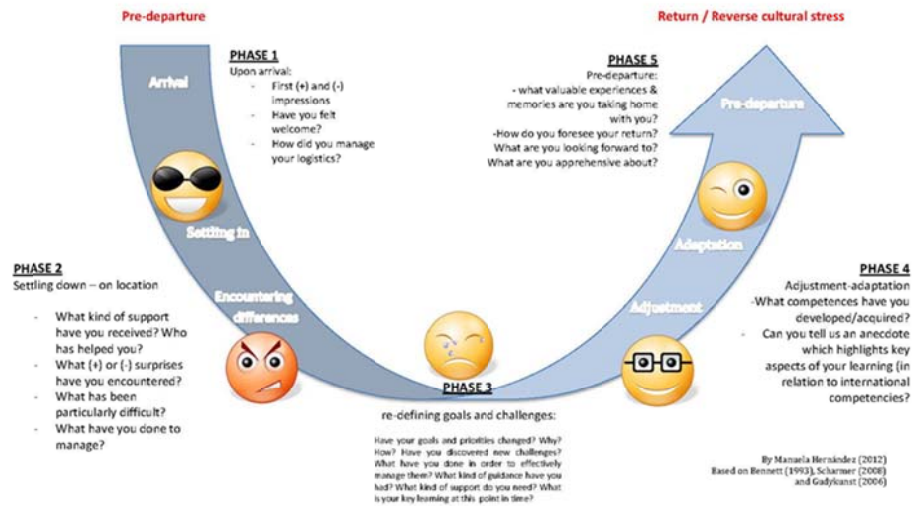 Pre-departure
Return / Reverse cultural stress
Arrival
PHASE 1
Upon arrival:
- First (+) and (-)
impressions
- Have you felt
welcome?
- How did you manage
your logistics?
PHASE 5
Pre-departure:
- what valuable experiences &
memories are you taking home
with you?
-How do you foresee your return?
What are you looking forward to?
What are you apprehensive about?
Pre-departure
Settling in
Adaptation
PHASE 2
Settling down – on location
- What kind of support
have you received? Who
has helped you?
- What (+) or (-) surprises
have you encountered?
- What has been
particularly difficult?
- What have you done to
manage?
Encountering
differences
Adjustment
PHASE 4
Adjustment-adaptation
-What competences have you
developed/acquired?
- Can you tell us an anecdote
which highlights key
aspects of your learning (in
relation to international
competencies?
PHASE 3
re-defining goals and challenges:
Have your goals and priorities changed? Why?
How? Have you discovered new challenges?
What have you done in order to effectively
manage them? What kind of guidance have you
had? What kind of support do you need? What
is your key learning at this point in time?
By Manuela Hernández (2012)
Based on Bennett (1993), Scharmer (2008)
and Gudykunst (2006)